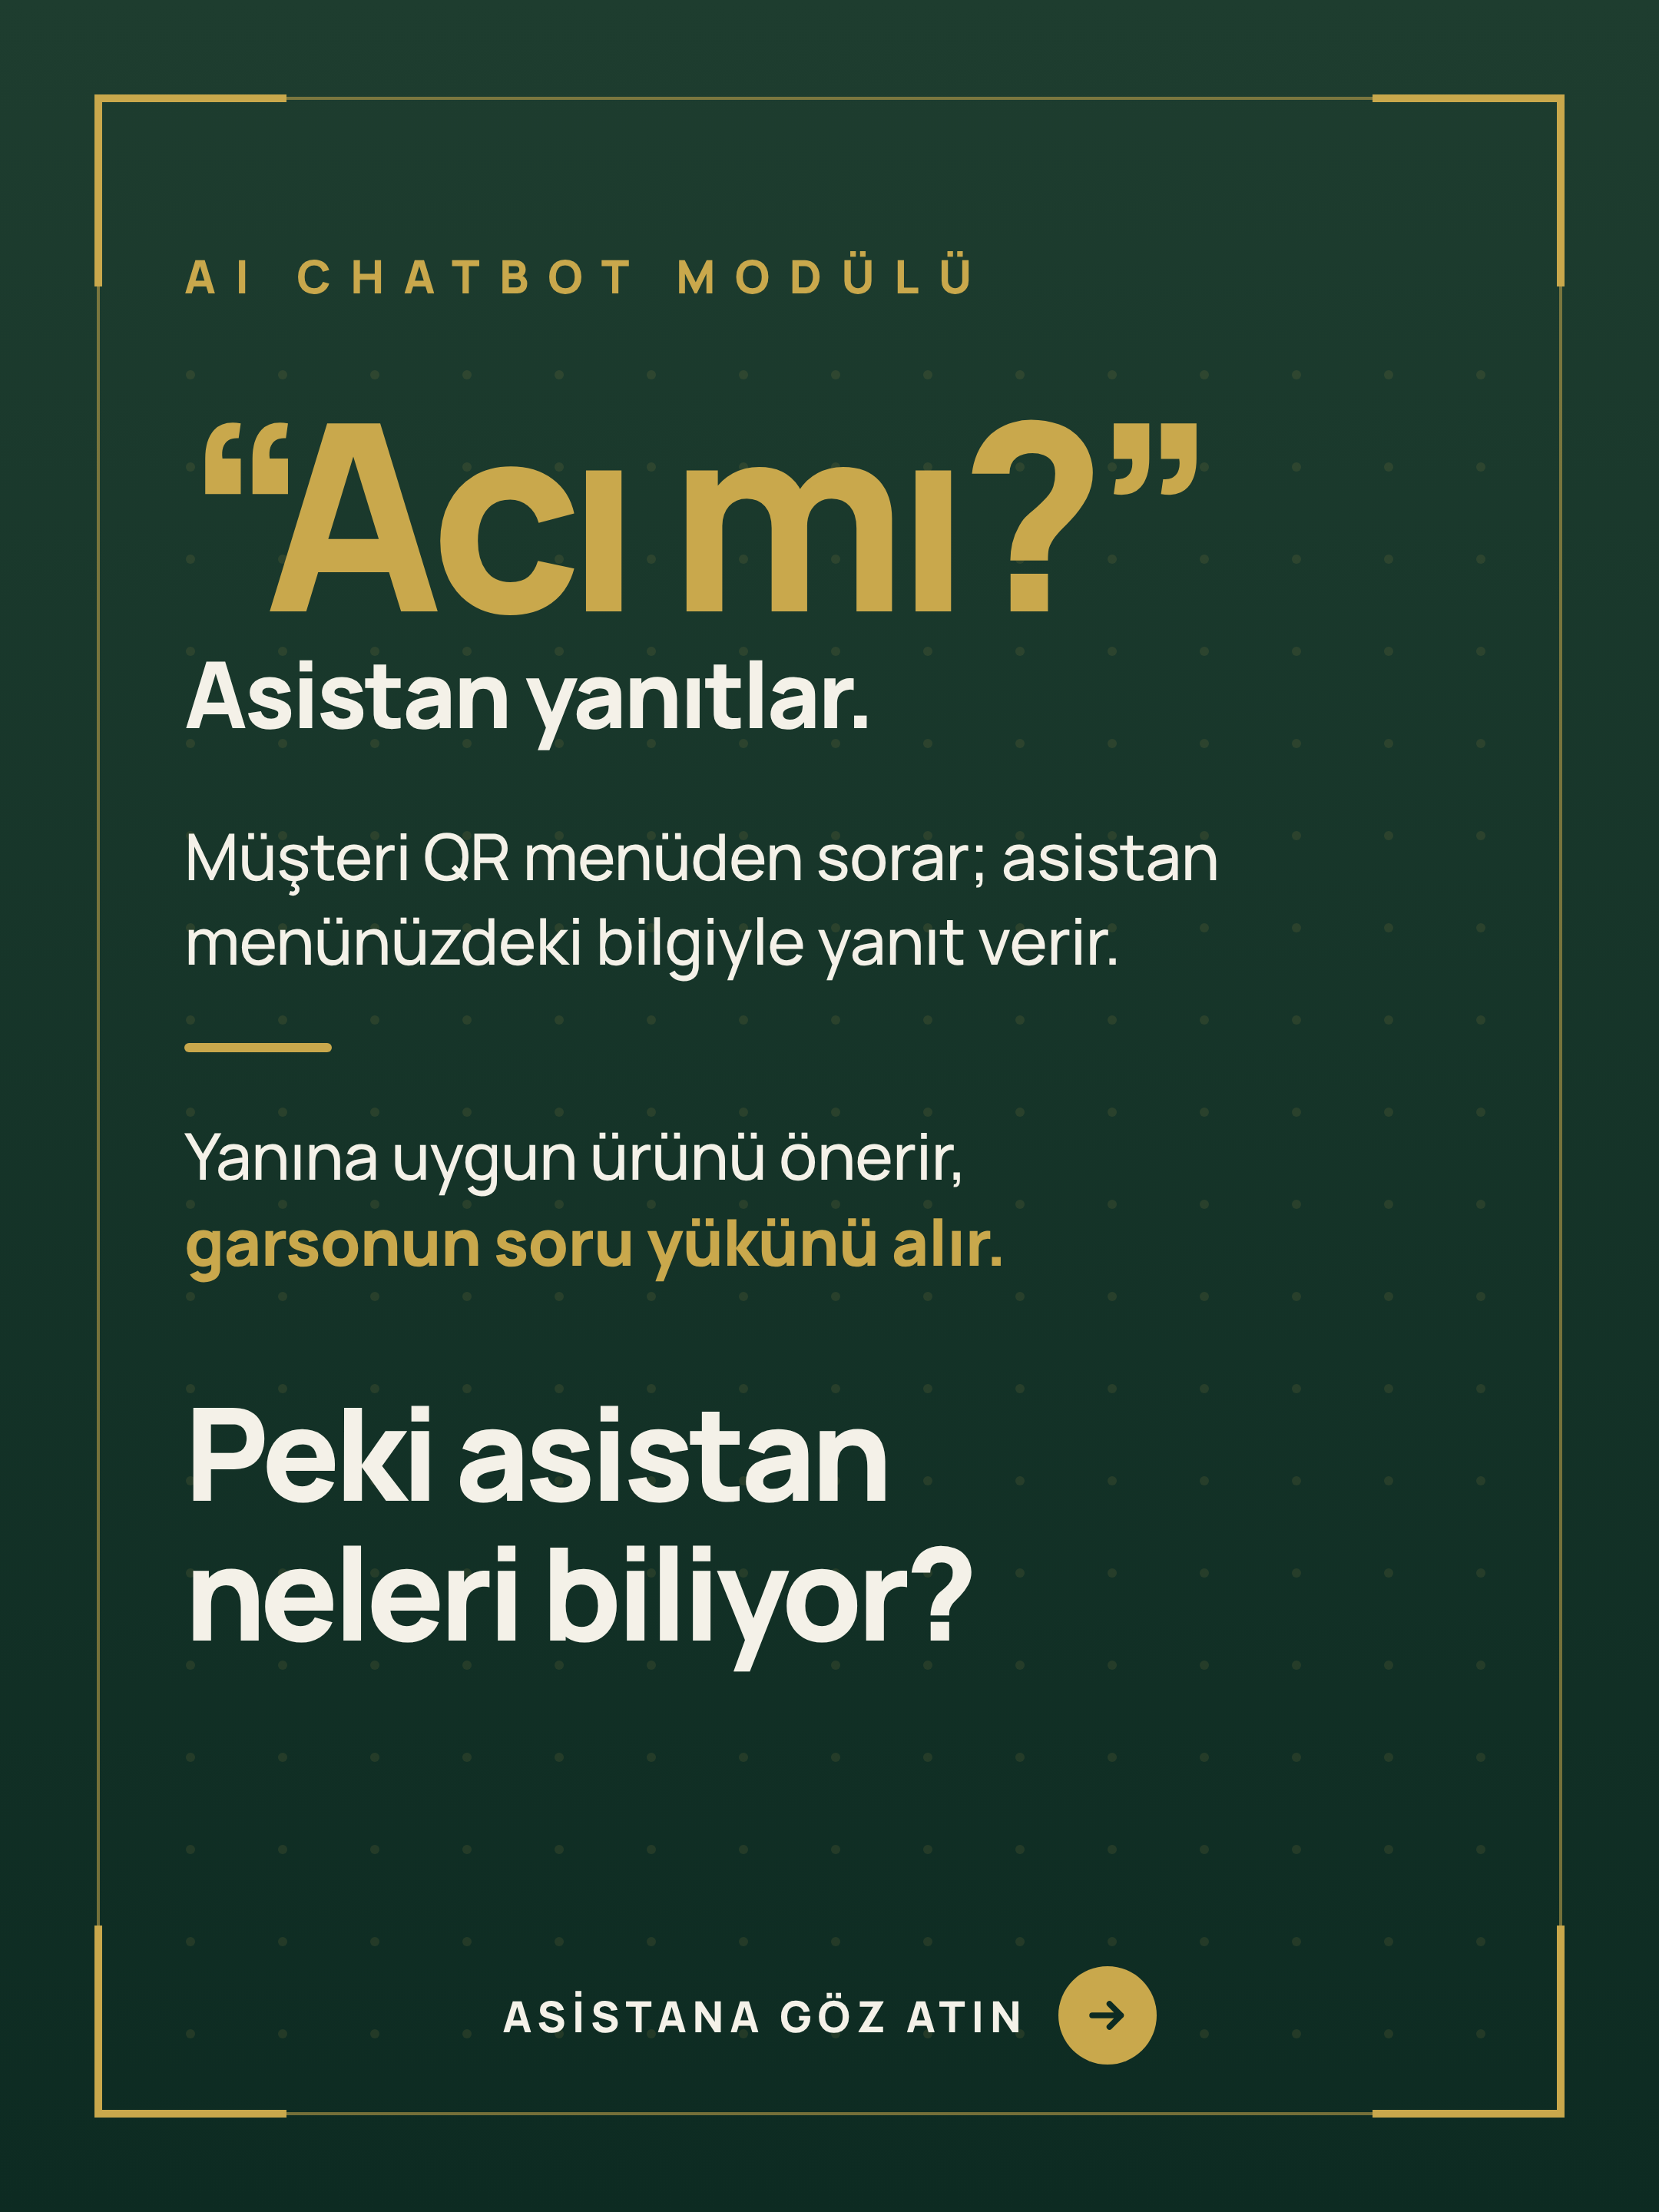 AI CHATBOT MODÜLÜ
“Acı mı?”
Asistan yanıtlar.
Müşteri QR menüden sorar; asistan
menünüzdeki bilgiyle yanıt verir.
Yanına uygun ürünü önerir,
garsonun soru yükünü alır.
Peki asistan
neleri biliyor?
ASİSTANA GÖZ ATIN